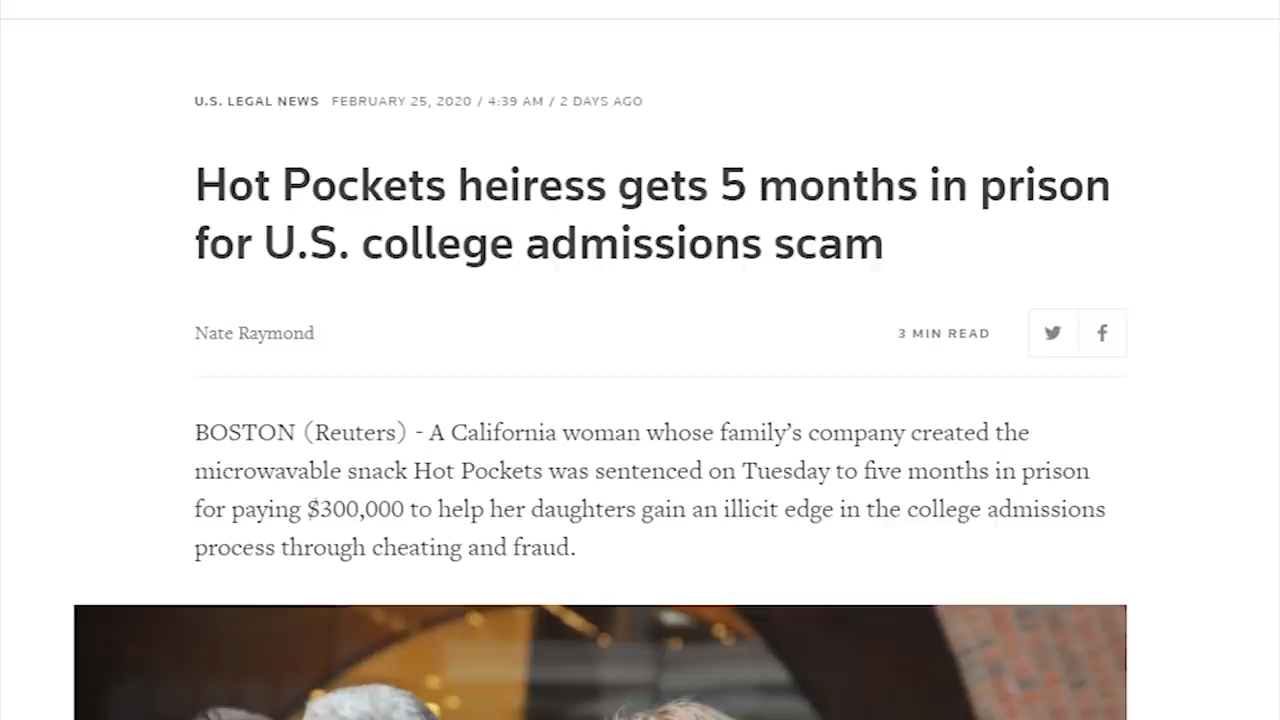 U.S. LEGAL NEWS FEBRUARY 25, 2020 / 4:39 AM / 2 DAYS AGO
Hot Pockets heiress gets 5 months in prison
for U.S. college admissions scam
Nate Raymond 3 MIN READ
BOSTON (Reuters) - A California woman whose family’s company created the
microwavable snack Hot Pockets was sentenced on Tuesday to five months in prison
for paying $300,000 to help her daughters gain an illicit edge in the college admissions
process through cheating and fraud.